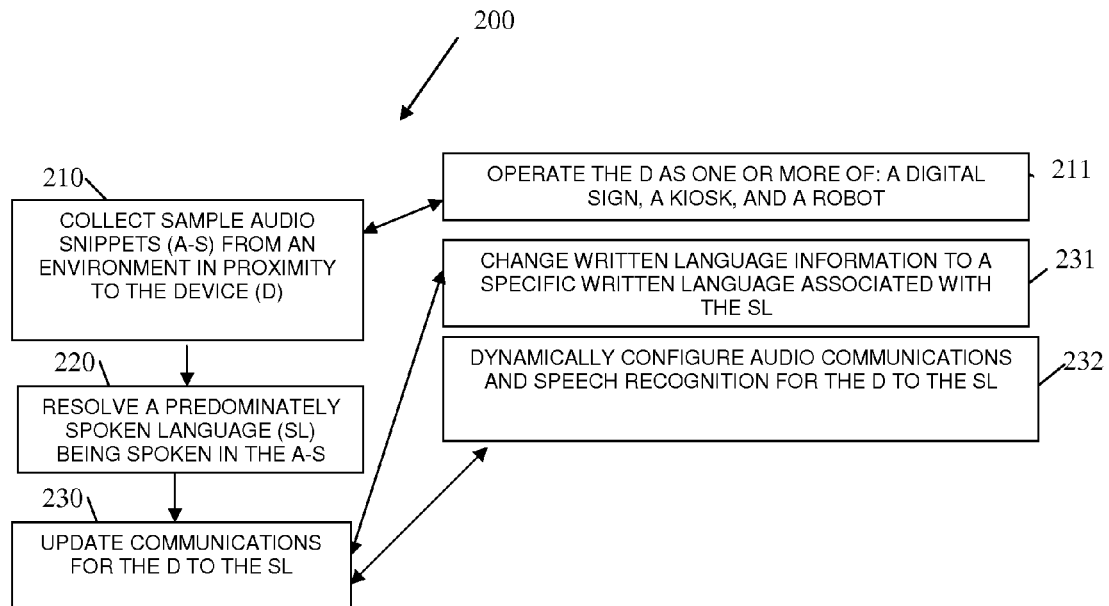 200
210
COLLECT SAMPLE AUDIO
SNIPPETS (A-S) FROM AN
ENVIRONMENT IN PROXIMITY
TO THE DEVICE (D)
OPERATE THE D AS ONE OR MORE OF: A DIGITAL
SIGN, A KIOSK, AND A ROBOT
211
CHANGE WRITTEN LANGUAGE INFORMATION TO A
SPECIFIC WRITTEN LANGUAGE ASSOCIATED WITH
THE SL
231
220
RESOLVE A PREDOMINATELY
SPOKEN LANGUAGE (SL)
BEING SPOKEN IN THE A-S
DYNAMICALLY CONFIGURE AUDIO COMMUNICATIONS
AND SPEECH RECOGNITION FOR THE D TO THE SL
232
230
UPDATE COMMUNICATIONS
FOR THE D TO THE SL